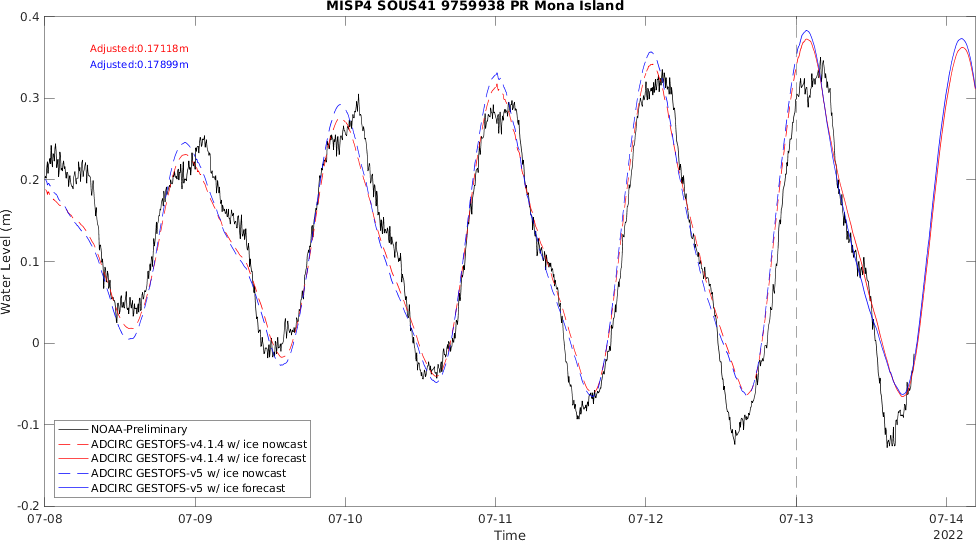 MISP4 SOUS41 9759938 PR Mona Island
Adjusted:0.17118m
Adjusted:0.17899m
Water Level (m)
0.4
0.3
0.2
0.1
0
-0.1
-0.2
NOAA-Preliminary
ADCIRC GESTOFS-v4.1.4 w/ ice nowcast
ADCIRC GESTOFS-v4.1.4 w/ ice forecast
ADCIRC GESTOFS-v5 w/ ice nowcast
ADCIRC GESTOFS-v5 w/ ice forecast
07-08 07-09 07-10 07-11 07-12 07-13 07-14
2022
Time